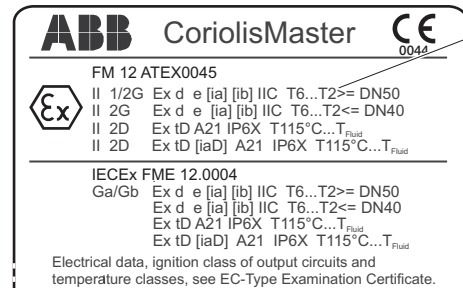 ABB CoriolisMaster CE
0044
FM 12 ATEX0045
Ex II 1/2G Ex d e [ia] [ib] IIC T6...T2>= DN50
II 2G Ex d e [ia] [ib] IIC T6...T2<= DN40
II 2D Ex tD A21 IP6X T115°C...TFluid
II 2D Ex tD [iaD] A21 IP6X T115°C...TFluid
IECEx FME 12.0004
Ga/Gb Ex d e [ia] [ib] IIC T6...T2>= DN50
Ex d e [ia] [ib] IIC T6...T2<= DN40
Ex tD A21 IP6X T115°C...TFluid
Ex tD [iaD] A21 IP6X T115°C...TFluid
Electrical data, ignition class of output circuits and
temperature classes, see EC-Type Examination Certificate.